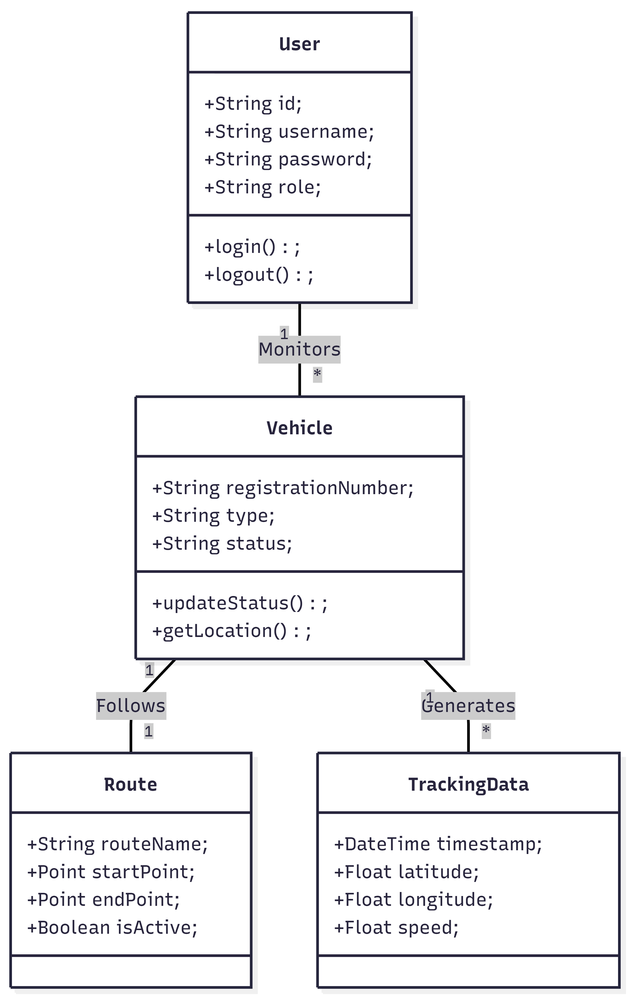 User
+String id;
+String username;
+String password;
+String role;
+login() : ;
+logout() : ;
1
Monitors
*
Vehicle
+String registrationNumber;
+String type;
+String status;
+updateStatus() : ;
+getLocation() : ;
1
Follows
1
1
Generates
*
Route
+String routeName;
+Point startPoint;
+Point endPoint;
+Boolean isActive;
TrackingData
+DateTime timestamp;
+Float latitude;
+Float longitude;
+Float speed;